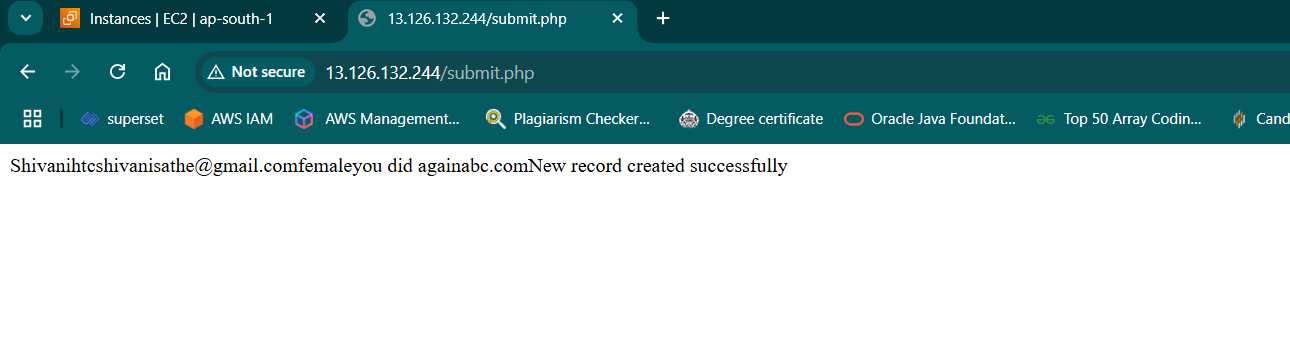 Instances | EC2 | ap-south-1
13.126.132.244/submit.php
Not secure
13.126.132.244/submit.php
superset
AWS IAM
AWS Management...
Plagiarism Checker...
Degree certificate
Oracle Java Foundat...
Top 50 Array Codin...
Cand
Shivanihtcshivanisathe@gmail.comfemaleyou did againabc.comNew record created successfully